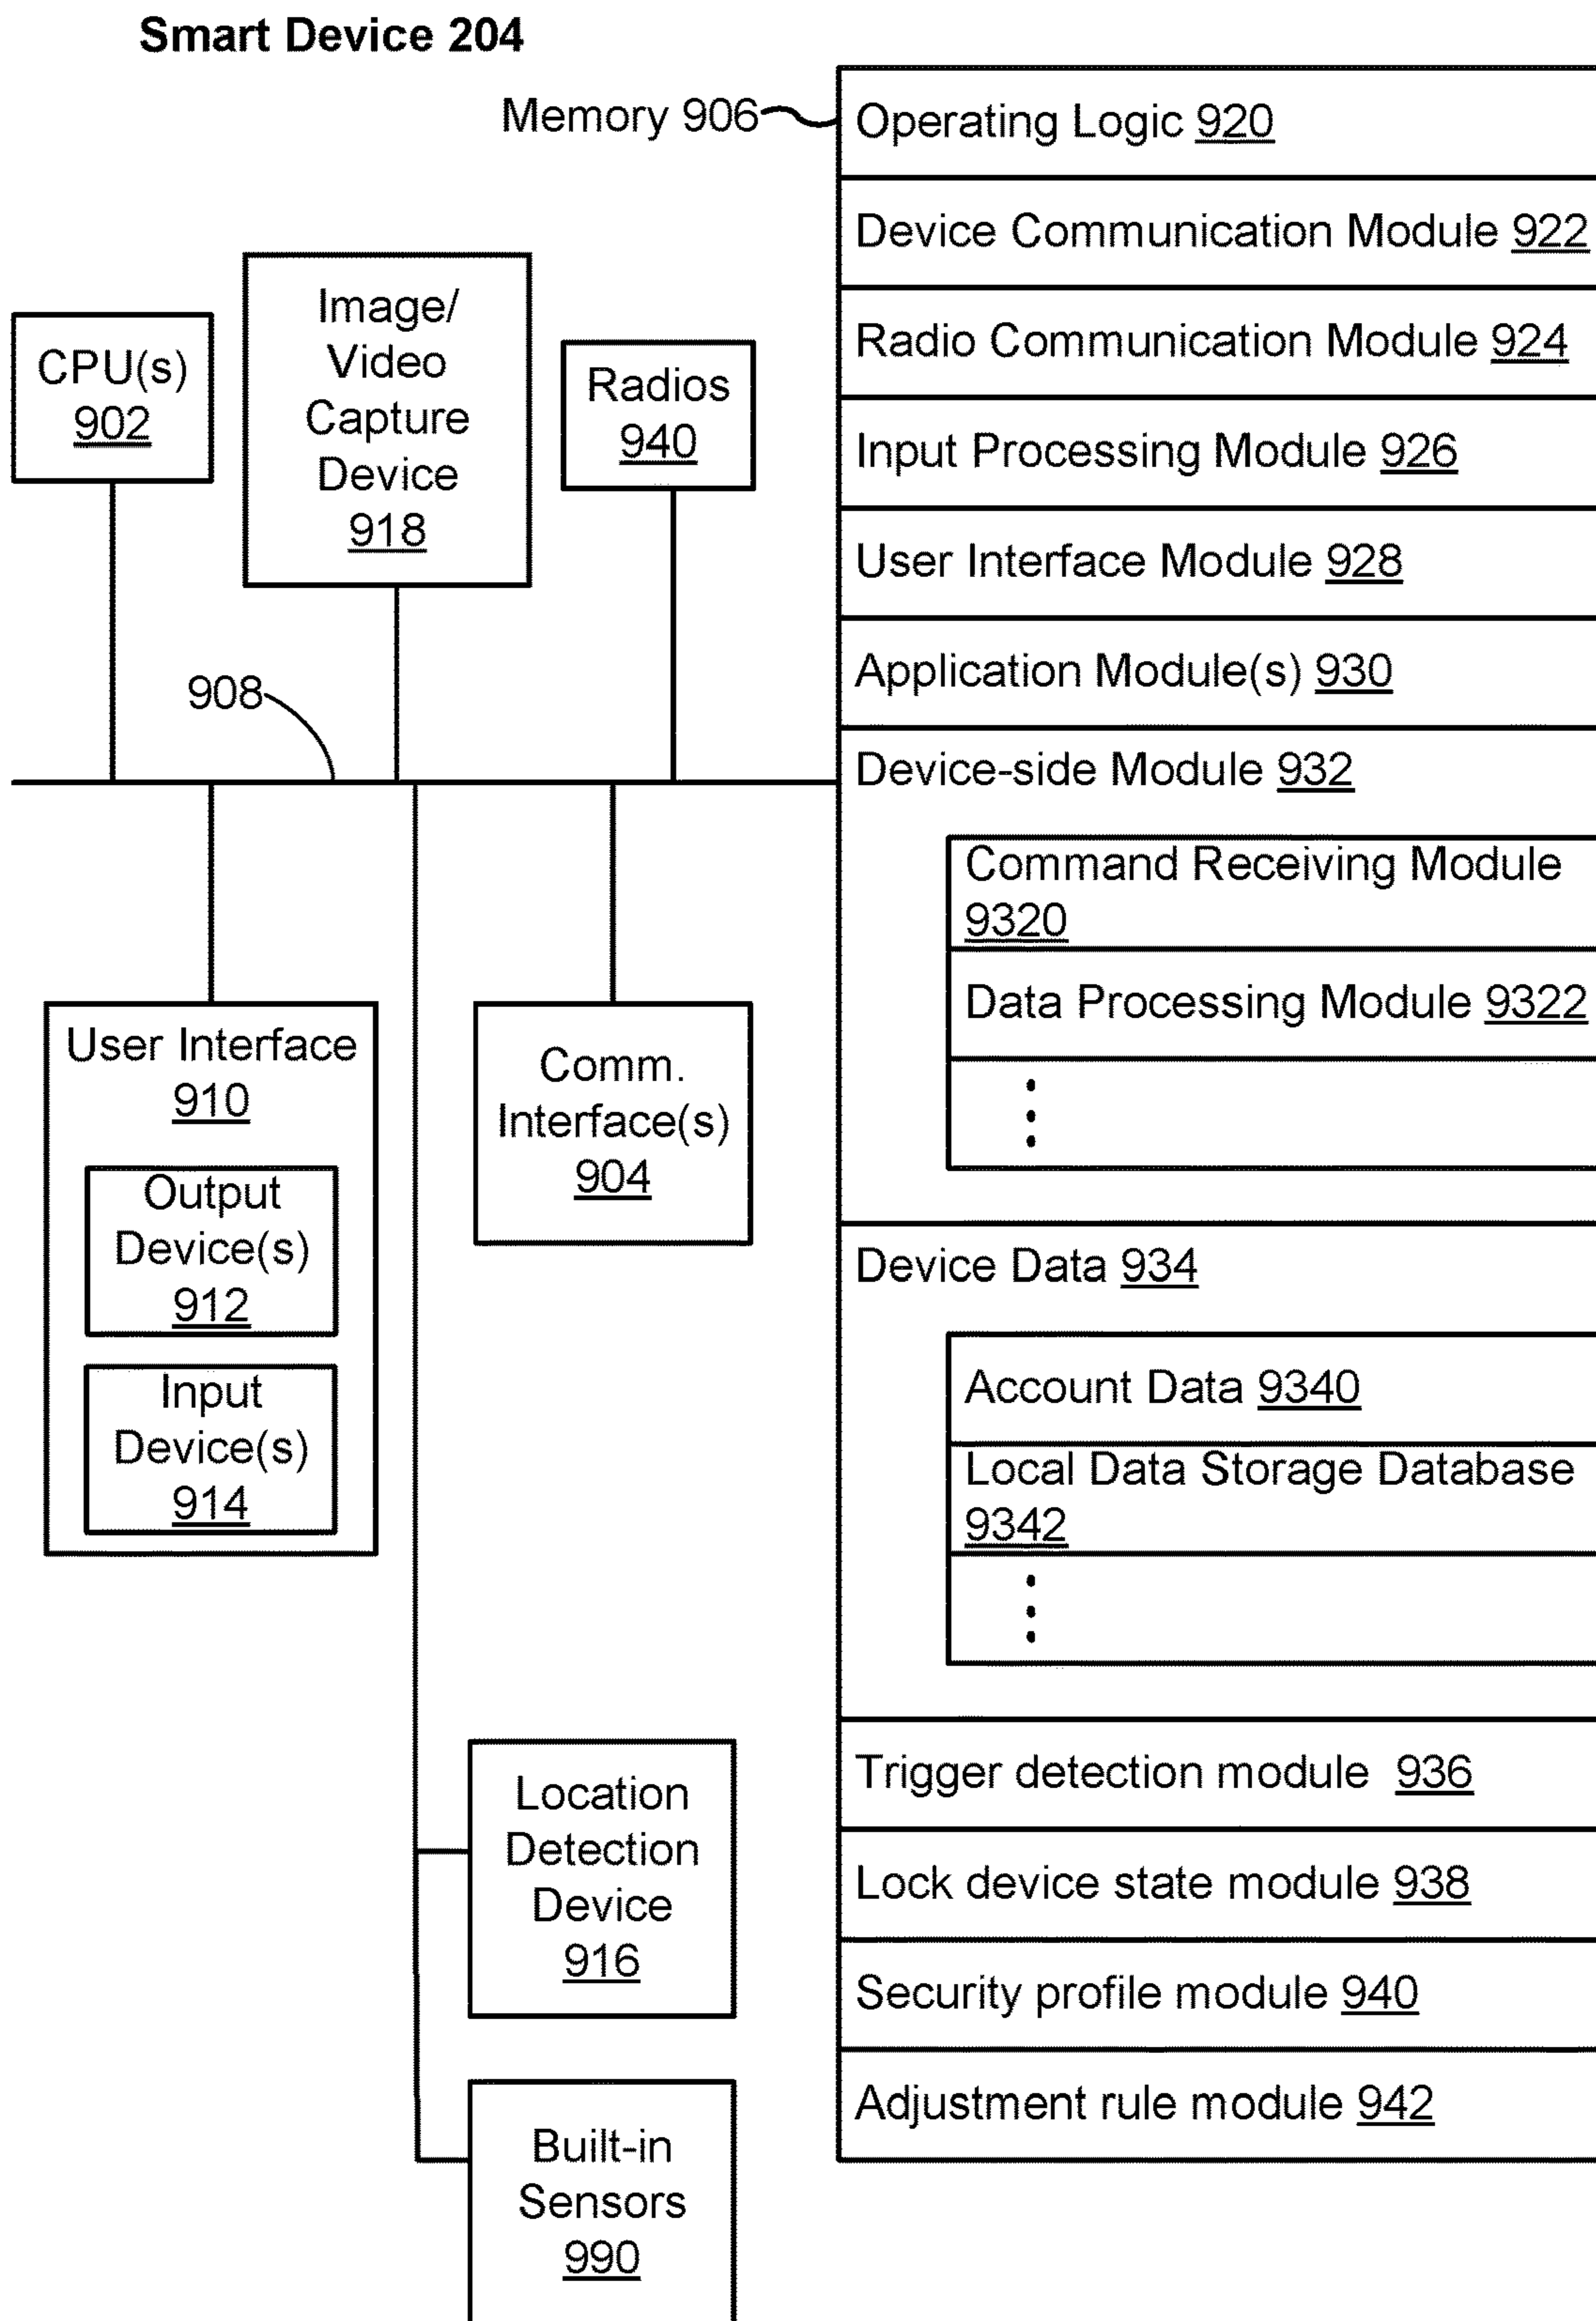 Smart Device 204
Memory 906
CPU(s)
902
Image/
Video
Capture
Device
918
Radios
940
908
User Interface
910
Output
Device(s)
912
Input
Device(s)
914
Comm.
Interface(s)
904
Location
Detection
Device
916
Built-in
Sensors
990
Operating Logic 920
Device Communication Module 922
Radio Communication Module 924
Input Processing Module 926
User Interface Module 928
Application Module(s) 930
Device-side Module 932
Command Receiving Module
9320
Data Processing Module 9322
Device Data 934
Account Data 9340
Local Data Storage Database
9342
Trigger detection module 936
Lock device state module 938
Security profile module 940
Adjustment rule module 942